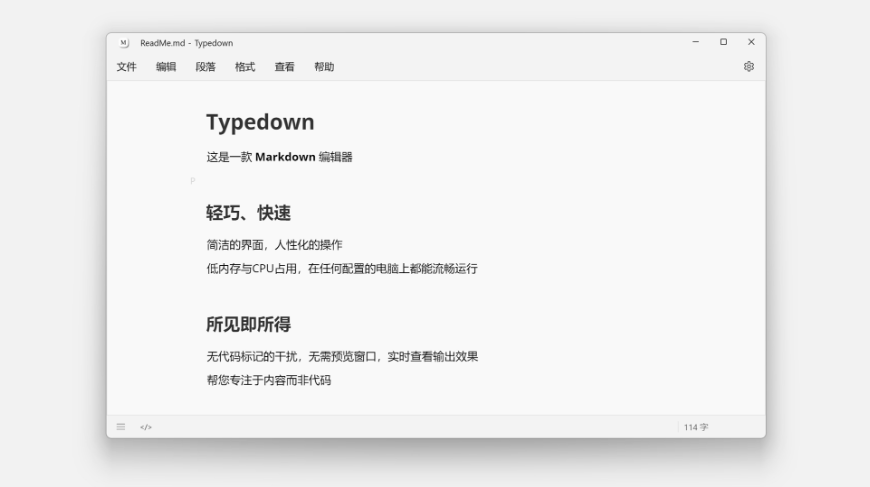 M ReadMe.md - Typedown
文件 编辑 段落 格式 查看 帮助
Typedown
这是一款 Markdown 编辑器
P
轻巧、快速
简洁的界面，人性化的操作
低内存与CPU占用，在任何配置的电脑上都能流畅运行
所见即所得
无代码标记的干扰，无需预览窗口，实时查看输出效果
帮您专注于内容而非代码
</> 114 字